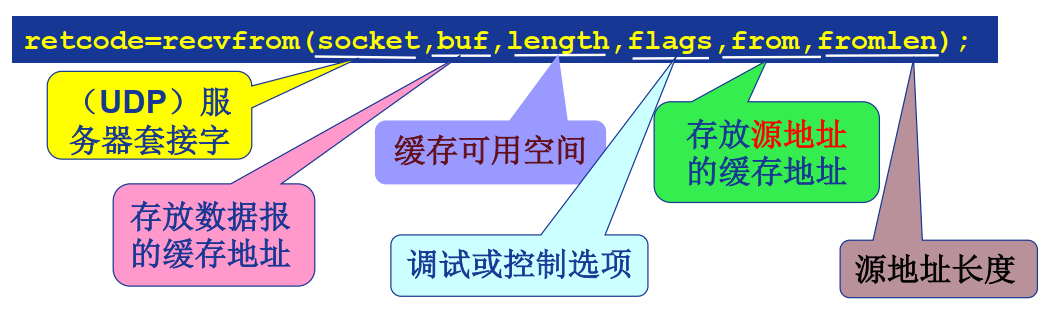 retcode=recvfrom(socket,buf,length,flags,from,fromlen);
（UDP）服
务器套接字
缓存可用空间
存放源地址
的缓存地址
存放数据报
的缓存地址
调试或控制选项
源地址长度